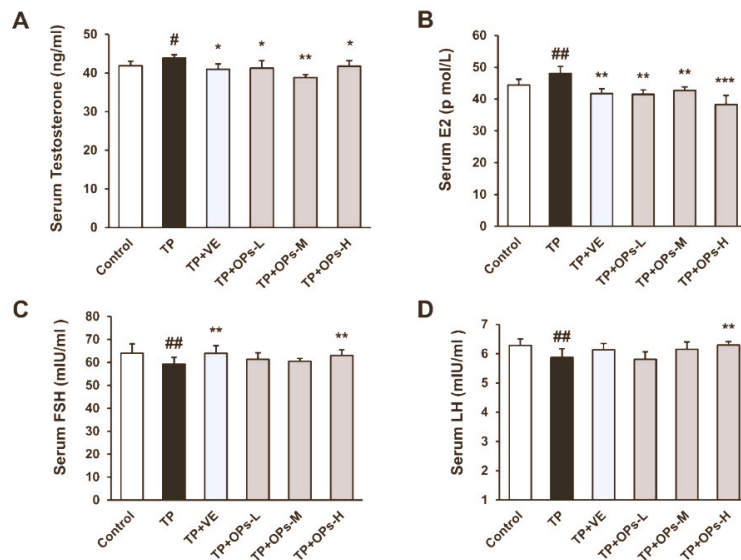 A
Serum Testosterone (ng/ml)
50
40
30
20
10
0
# * * ** *
Control TP TP+VE TP+OPs-L TP+OPs-M TP+OPs-H
B
Serum E2 (p mol/L)
60
50
40
30
20
10
0
## ** ** ** ***
Control TP TP+VE TP+OPs-L TP+OPs-M TP+OPs-H
C
Serum FSH (mIU/ml )
80
70
60
50
40
30
20
10
0
## ** **
Control TP TP+VE TP+OPs-L TP+OPs-M TP+OPs-H
D
Serum LH (mIU/ml )
7
6
5
4
3
2
1
## **
Control TP TP+VE TP+OPs-L TP+OPs-M TP+OPs-H